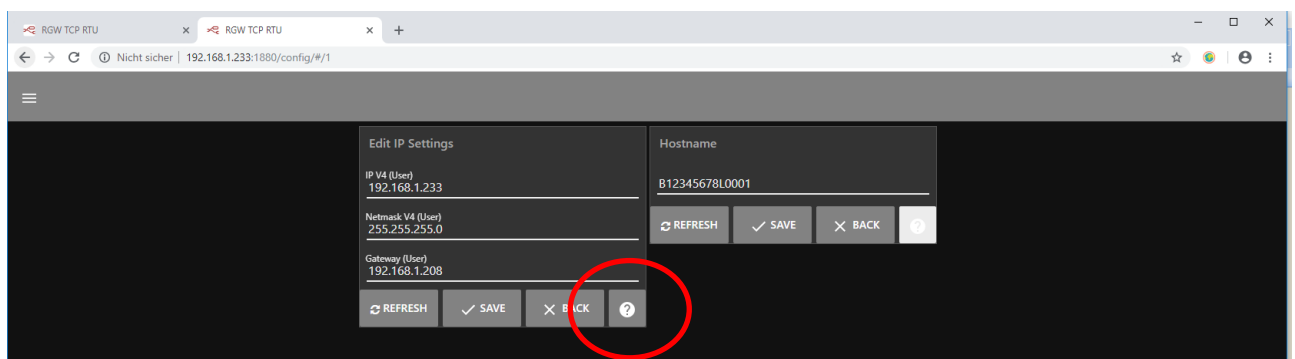 RGW TCP RTU
RGW TCP RTU
Nicht sicher | 192.168.1.233:1880/config/#/1
Edit IP Settings
IP V4 (User)
192.168.1.233
Netmask V4 (User)
255.255.255.0
Gateway (User)
192.168.1.208
REFRESH SAVE BACK ?
Hostname
B12345678L0001
REFRESH SAVE BACK ?